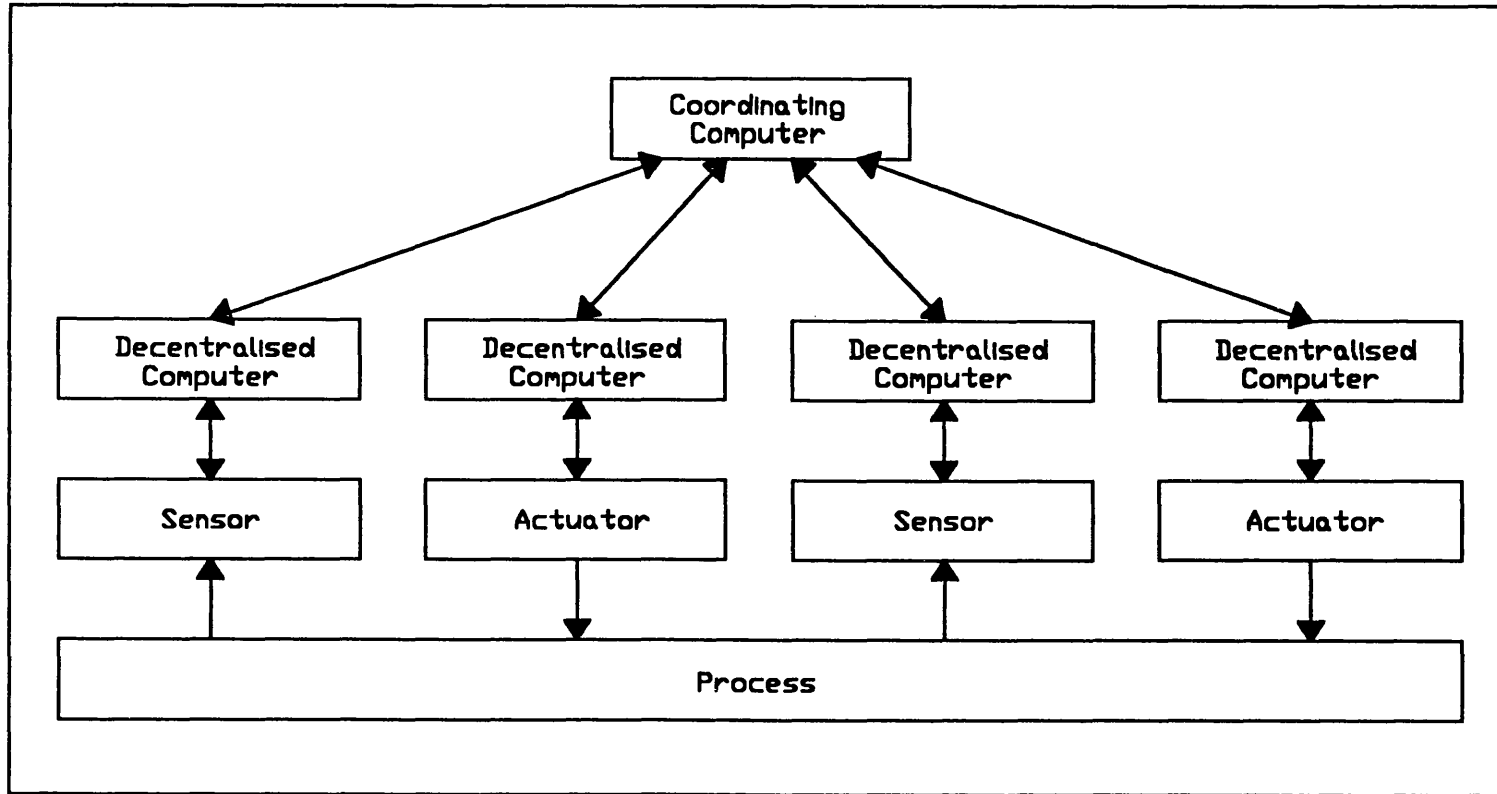 Coordinating
Computer
Decentralised
Computer
Decentralised
Computer
Decentralised
Computer
Decentralised
Computer
Sensor
Actuator
Sensor
Actuator
Process